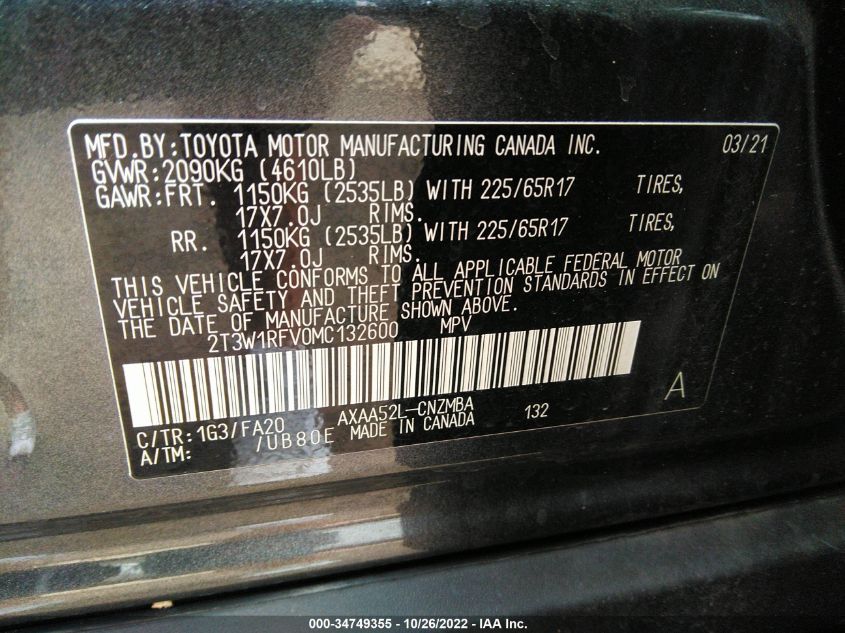 MFD.BY:TOYOTA MOTOR MANUFACTURING CANADA INC. 03/21
GVWR:2090KG (4610LB)
GAWR:FRT. 1150KG (2535LB) WITH 225/65R17 TIRES,
17X7.0J RIMS.
RR. 1150KG (2535LB) WITH 225/65R17 TIRES,
17X7.0J RIMS.
THIS VEHICLE CONFORMS TO ALL APPLICABLE FEDERAL MOTOR
VEHICLE SAFETY AND THEFT PREVENTION STANDARDS IN EFFECT ON
THE DATE OF MANUFACTURE SHOWN ABOVE.
2T3W1RFV0MC132600 MPV
A
C/TR:1G3/FA20 AXAA52L-CNZMBA 132
A/TM: /UB80E MADE IN CANADA
000-34749355 - 10/26/2022 - IAA Inc.